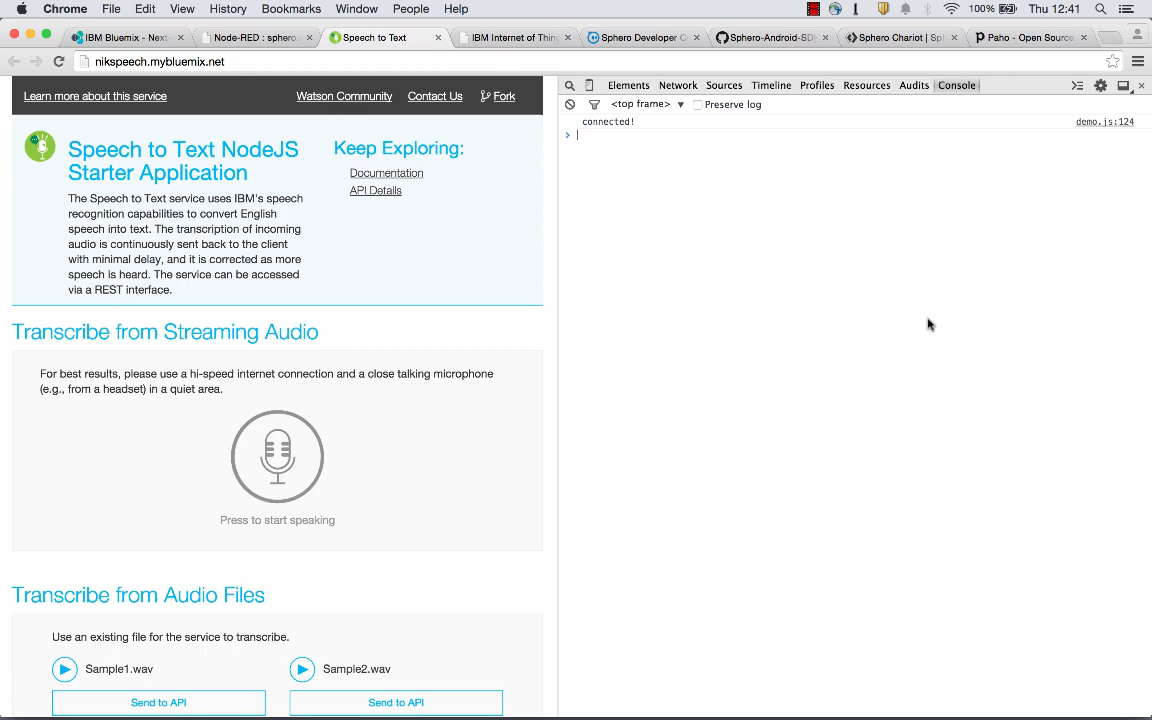 Chrome File Edit View History Bookmarks Window People Help 100% Thu 12:41
IBM Bluemix - Next- Node-RED : sphero. Speech to Text IBM Internet of Thin Sphero Developer C Sphero-Android-SD Sphero Chariot | Sp Paho - Open Source
nikspeech.mybluemix.net
Learn more about this service Watson Community Contact Us Fork
Elements Network Sources Timeline Profiles Resources Audits Console
<top frame> Preserve log
connected! demo.js:124
Speech to Text NodeJS
Starter Application
The Speech to Text service uses IBM's speech
recognition capabilities to convert English
speech into text. The transcription of incoming
audio is continuously sent back to the client
with minimal delay, and it is corrected as more
speech is heard. The service can be accessed
via a REST interface.
Keep Exploring:
Documentation
API Details
Transcribe from Streaming Audio
For best results, please use a hi-speed internet connection and a close talking microphone
(e.g., from a headset) in a quiet area.
Press to start speaking
Transcribe from Audio Files
Use an existing file for the service to transcribe.
Sample1.wav Sample2.wav
Send to API Send to API